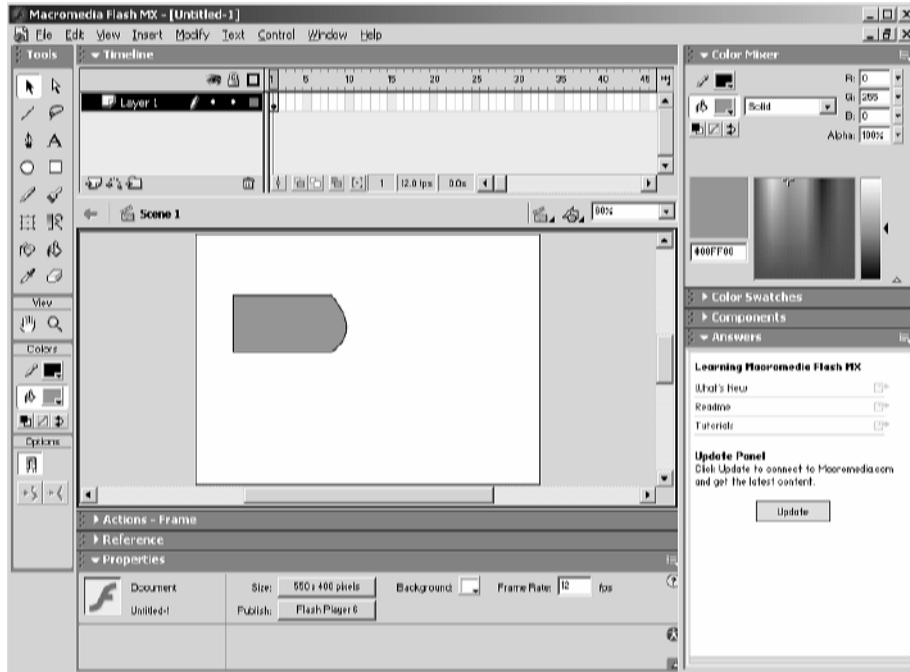 Macromedia Flash MX - [Untitled-1]
File Edit View Insert Modify Text Control Window Help
Tools
Timeline
1 5 10 15 20 25 30 35 40 45
Layer 1
1 12.0 fps 0.0s
Scene 1
80%
View
Colors
Options
Actions - Frame
Reference
Properties
Document
Untitled-1
Size: 550 x 400 pixels
Publish: Flash Player 6
Background:
Frame Rate: 12 fps
Color Mixer
Solid
R: 0
G: 255
B: 0
Alpha: 100%
#00FF00
Color Swatches
Components
Answers
Learning Macromedia Flash MX
What's New
Readme
Tutorials
Update Panel
Click Update to connect to Macromedia.com
and get the latest content.
Update